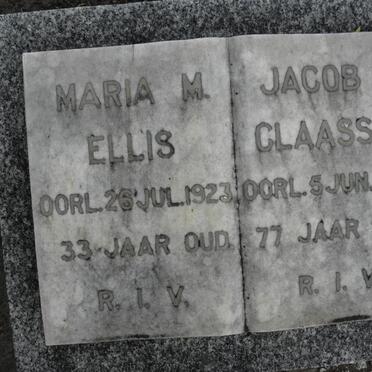 MARIA M.
ELLIS
OORL. 26 JUL. 1923.
33 JAAR OUD.
R. I. V.
JACOB
CLAASS
OORL. 5 JUN.
77 JAAR
R. I. V